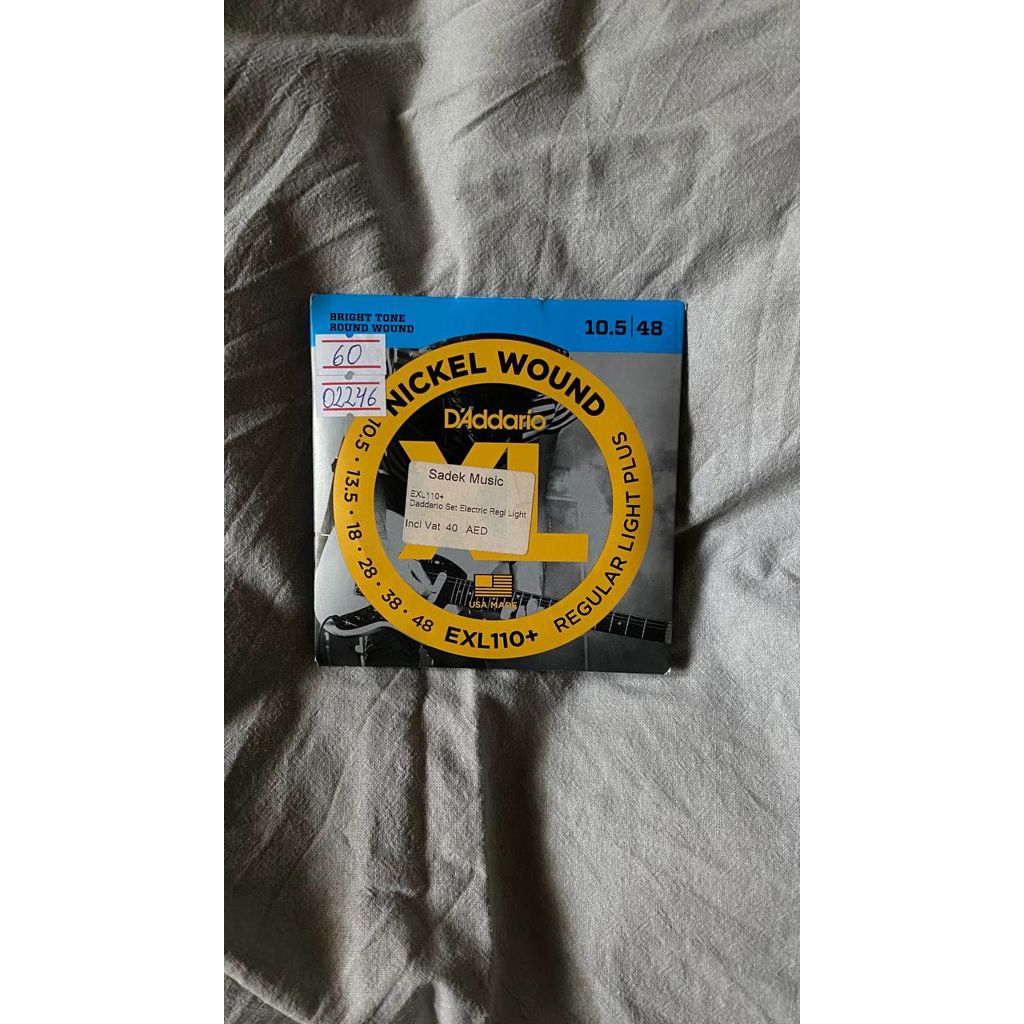 BRIGHT TONE
ROUND WOUND
10.5|48
60
02246
NICKEL WOUND
D'Addario
XL
Sadek Music
EXL110+
Daddario Set Electric Regl Light
Incl Vat 40 AED
USA MADE
10.5 • 13.5 • 18 • 28 • 38 • 48
EXL110+
REGULAR LIGHT PLUS